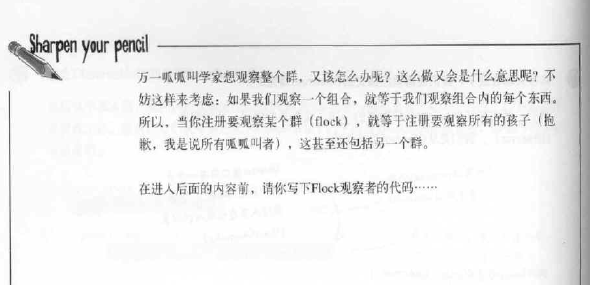 Sharpen your pencil
万一呱呱叫学家想观察整个群，又该怎么办呢？这么做又会是什么意思呢？不
妨这样来考虑：如果我们观察一个组合，就等于我们观察组合内的每个东西。
所以，当你注册要观察某个群（flock），就等于注册要观察所有的孩子（抱
歉，我是说所有呱呱叫者），这甚至还包括另一个群。
在进入后面的内容前，请你写下Flock观察者的代码……